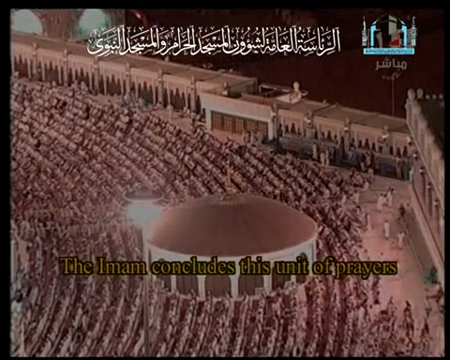 الرئاسة العامة لشؤون المسجد الحرام والمسجد النبوي
مباشر
The Imam concludes this unit of prayers